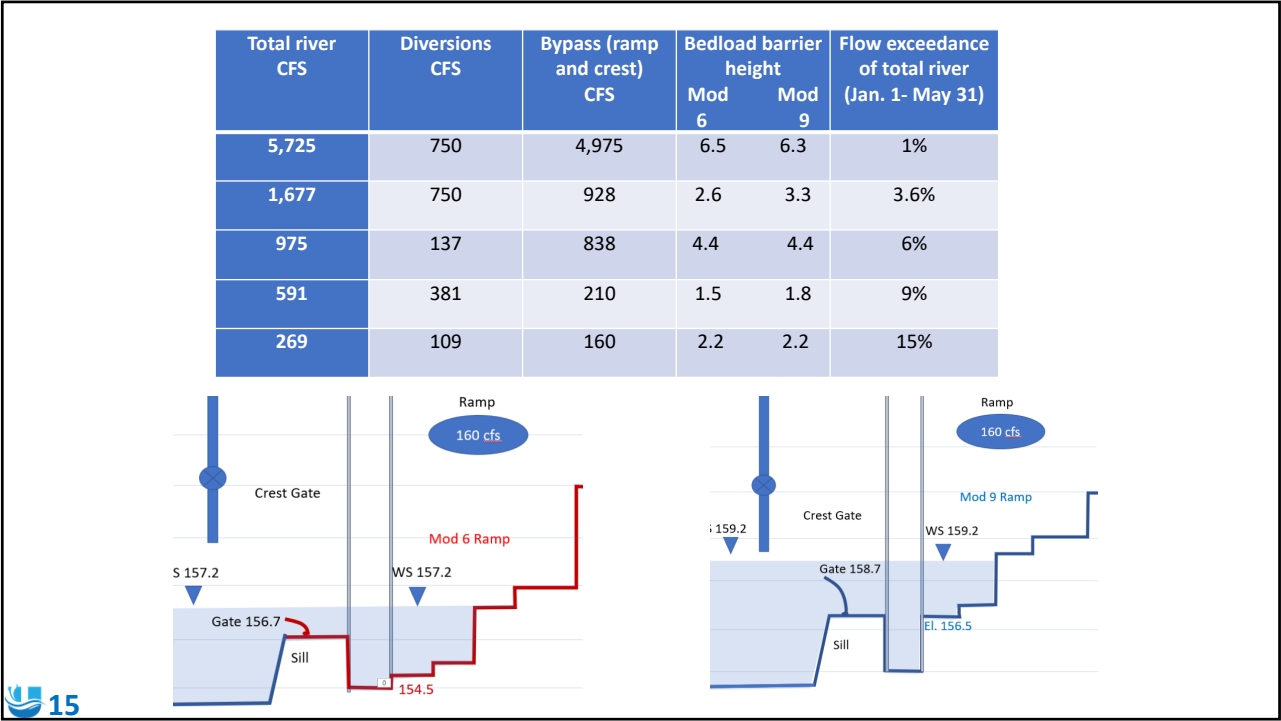 Total river
CFS
Diversions
CFS
Bypass (ramp
and crest)
CFS
Bedload barrier
height
Mod Mod
6 9
Flow exceedance
of total river
(Jan. 1- May 31)
5,725 750 4,975 6.5 6.3 1%
1,677 750 928 2.6 3.3 3.6%
975 137 838 4.4 4.4 6%
591 381 210 1.5 1.8 9%
269 109 160 2.2 2.2 15%
Ramp
160 cfs
Crest Gate
Mod 6 Ramp
S 157.2
WS 157.2
Gate 156.7
Sill
0
154.5
Ramp
160 cfs
Mod 9 Ramp
Crest Gate
159.2
WS 159.2
Gate 158.7
El. 156.5
Sill
15